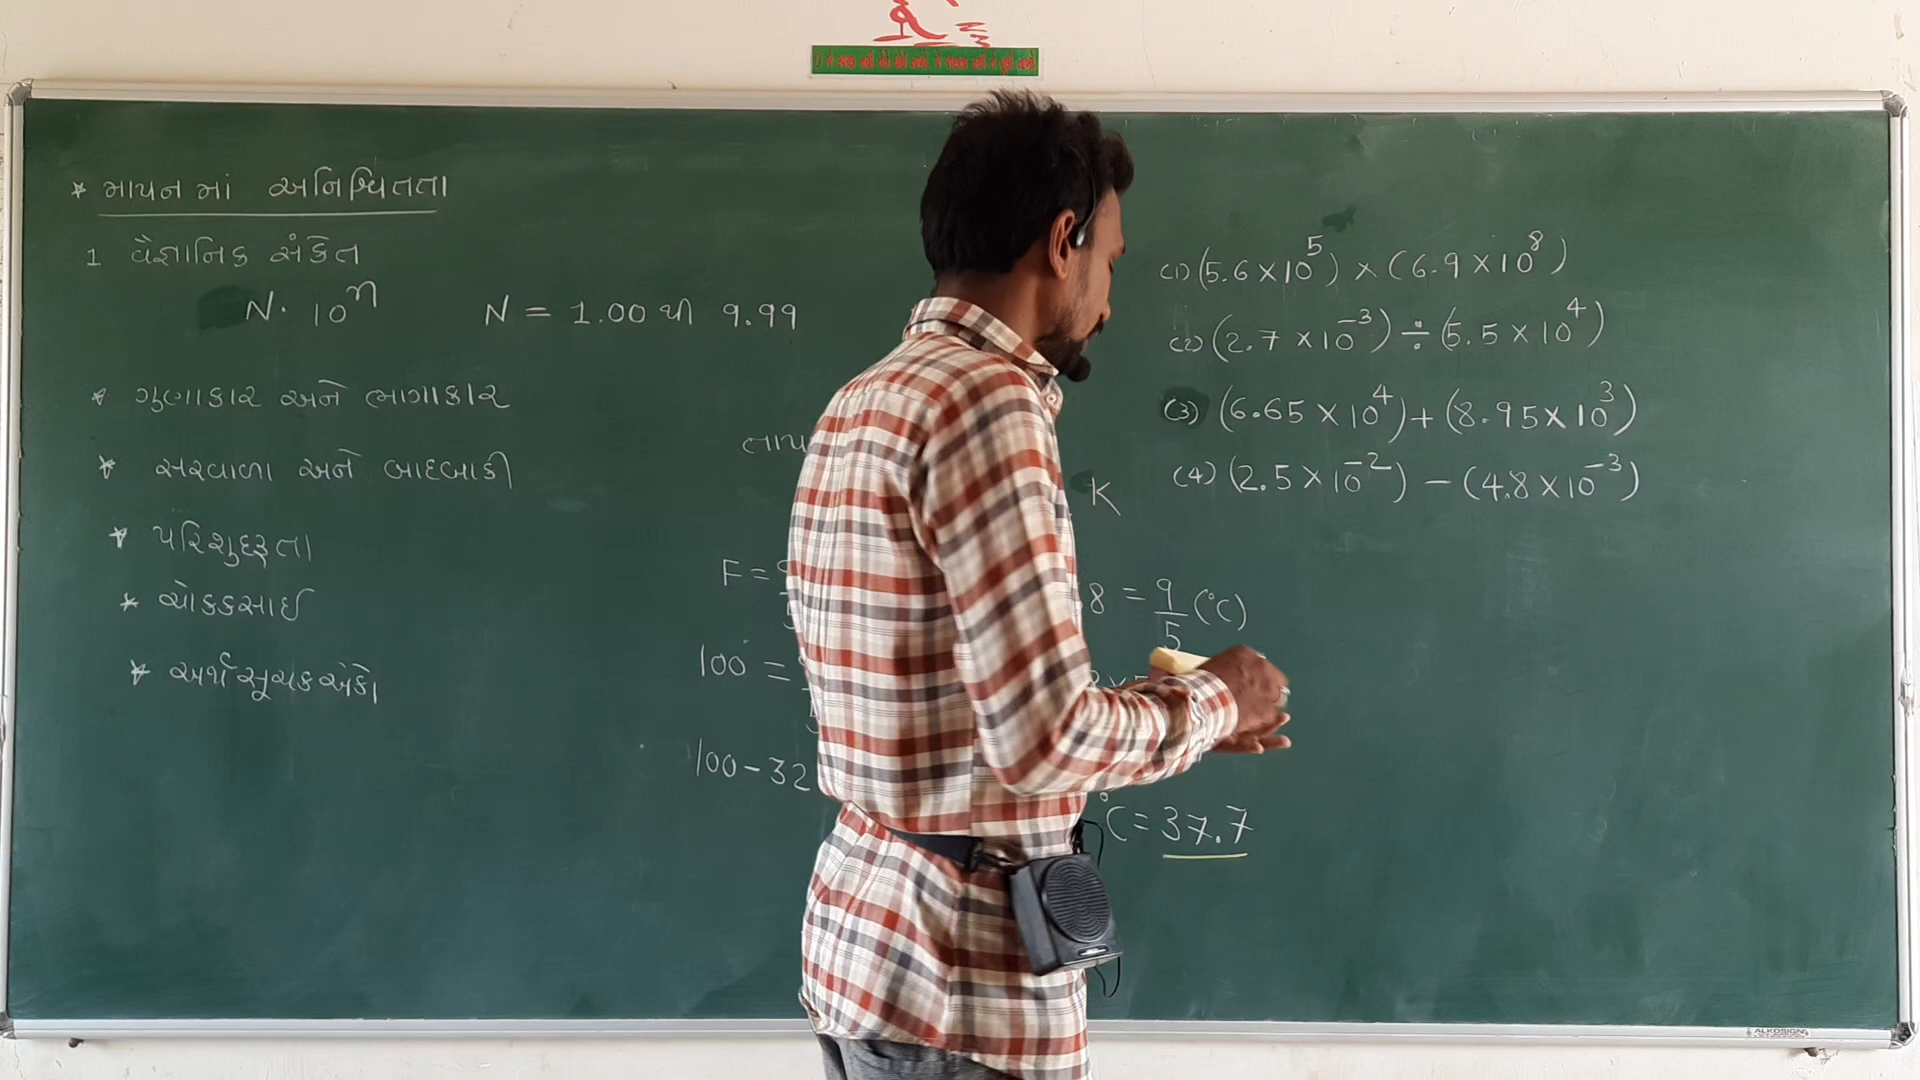 * માપન માં અનિશ્ચિતતા
1 વૈજ્ઞાનિક સંકેત
N. 10ⁿ N = 1.00 થી 9.99
* ગુણાકાર અને ભાગાકાર
* સરવાળા અને બાદબાકી
* પરિશુદ્ધતા
* ચોકકસાઈ
* અર્થસૂચક અંકો
K
F =
100 =
100-32
8 = 9/5 (°C)
°C = 37.7
(1) (5.6 × 10⁵) × (6.9 × 10⁸)
(2) (2.7 × 10⁻³) ÷ (5.5 × 10⁴)
(3) (6.65 × 10⁴) + (8.95 × 10³)
(4) (2.5 × 10⁻²) − (4.8 × 10⁻³)
ALKOSIGN